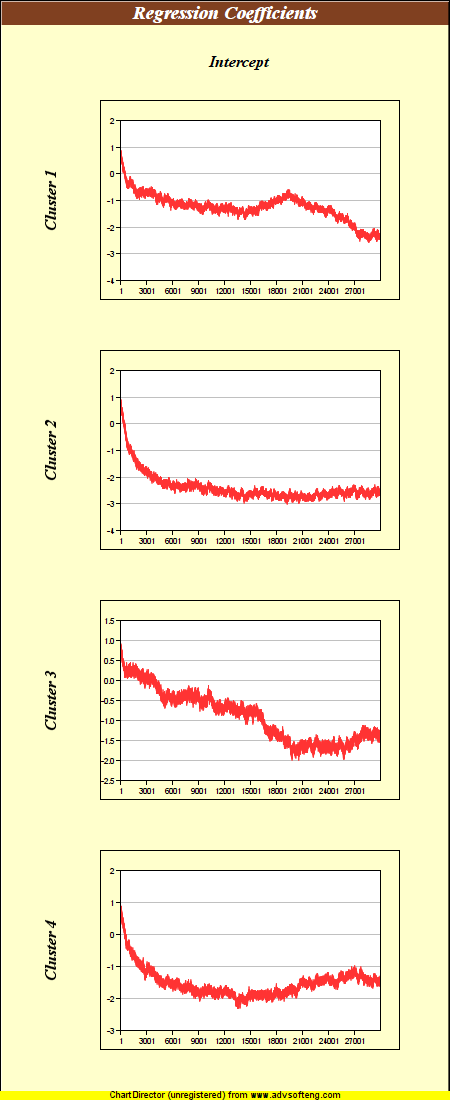 Regression Coefficients
Intercept
Cluster 1
2
1
0
-1
-2
-3
-4
1 3001 6001 9001 12001 15001 18001 21001 24001 27001
Cluster 2
2
1
0
-1
-2
-3
-4
1 3001 6001 9001 12001 15001 18001 21001 24001 27001
Cluster 3
1.5
1.0
0.5
0.0
-0.5
-1.0
-1.5
-2.0
-2.5
1 3001 6001 9001 12001 15001 18001 21001 24001 27001
Cluster 4
2
1
0
-1
-2
-3
1 3001 6001 9001 12001 15001 18001 21001 24001 27001
ChartDirector (unregistered) from www.advsofteng.com